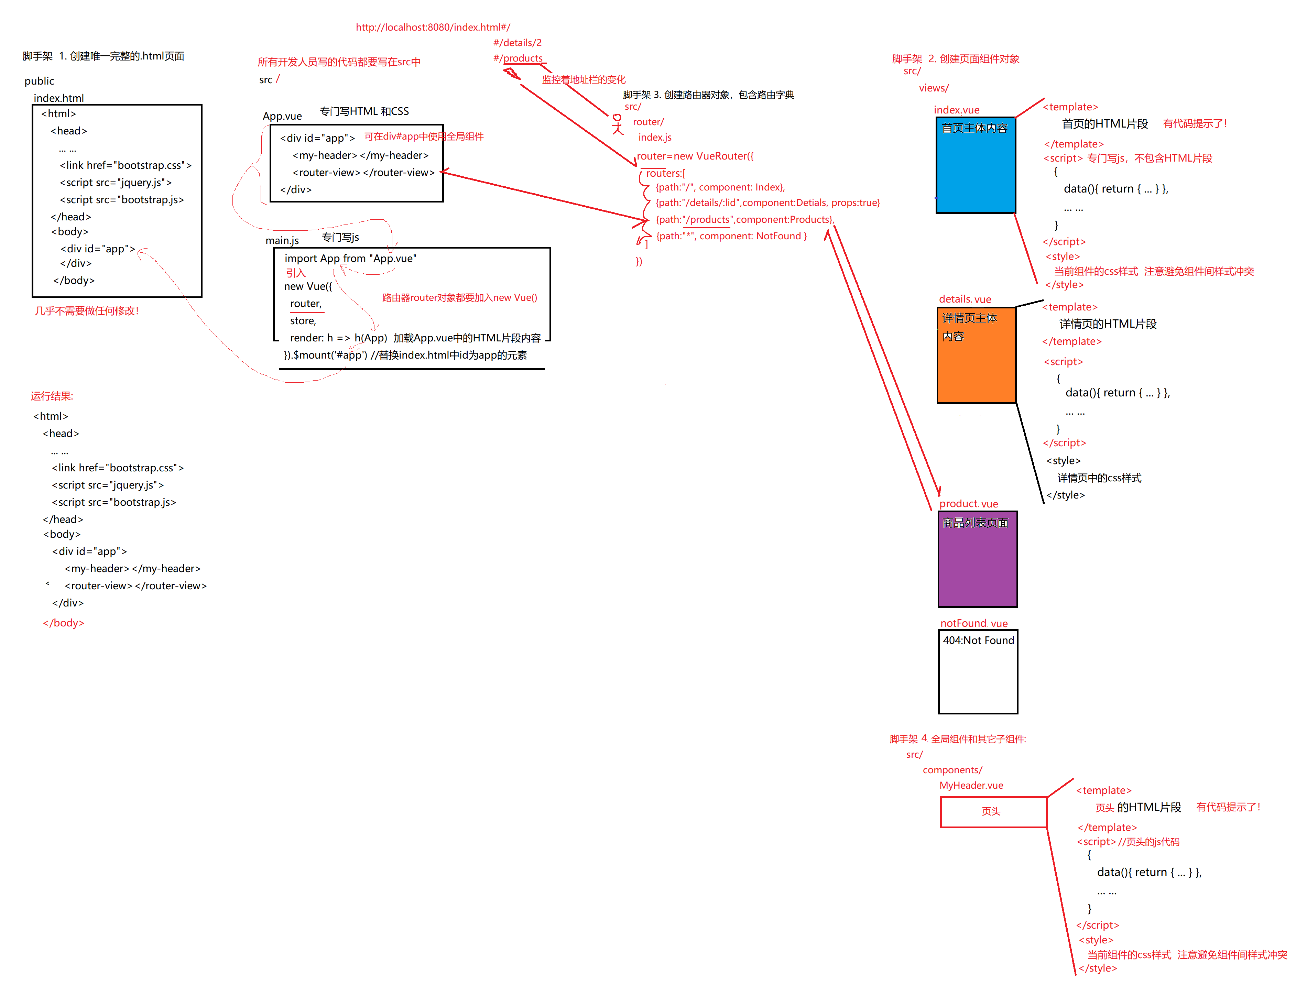 http://localhost:8080/index.html#/
#/details/2
#/products
监控着地址栏的变化
脚手架 1. 创建唯一完整的.html页面
public
index.html
<html>
<head>
... ...
<link href="bootstrap.css">
<script src="jquery.js">
<script src="bootstrap.js>
</head>
<body>
<div id="app">
</div>
</body>
几乎不需要做任何修改!
所有开发人员写的代码都要写在src中
src /
App.vue 专门写HTML 和CSS
<div id="app"> 可在div#app中使用全局组件
<my-header></my-header>
<router-view></router-view>
</div>
main.js 专门写js
import App from "App.vue"
引入
new Vue({
router, 路由器router对象都要加入new Vue()
store,
render: h => h(App) 加载App.vue中的HTML片段内容
}).$mount('#app') //替换index.html中id为app的元素
脚手架 3. 创建路由器对象，包含路由字典
src/
router/
index.js
router=new VueRouter({
routers:[
{path:"/", component: Index},
{path:"/details/:lid",component:Detials, props:true}
{path:"/products",component:Products},
{path:"*", component: NotFound }
]
})
运行结果:
<html>
<head>
... ...
<link href="bootstrap.css">
<script src="jquery.js">
<script src="bootstrap.js>
</head>
<body>
<div id="app">
<my-header></my-header>
<router-view></router-view>
</div>
</body>
脚手架 2. 创建页面组件对象
src/
views/
index.vue
首页主体内容
<template>
首页的HTML片段 有代码提示了!
</template>
<script> 专门写js，不包含HTML片段
{
data(){ return { ... } },
... ...
}
</script>
<style>
当前组件的css样式 注意避免组件间样式冲突
</style>
details.vue
详情页主体
内容
<template>
详情页的HTML片段
</template>
<script>
{
data(){ return { ... } },
... ...
}
</script>
<style>
详情页中的css样式
</style>
product.vue
商品列表页面
notFound.vue
404:Not Found
脚手架 4. 全局组件和其它子组件:
src/
components/
MyHeader.vue
页头
<template>
页头 的HTML片段 有代码提示了!
</template>
<script> //页头的js代码
{
data(){ return { ... } },
... ...
}
</script>
<style>
当前组件的css样式 注意避免组件间样式冲突
</style>